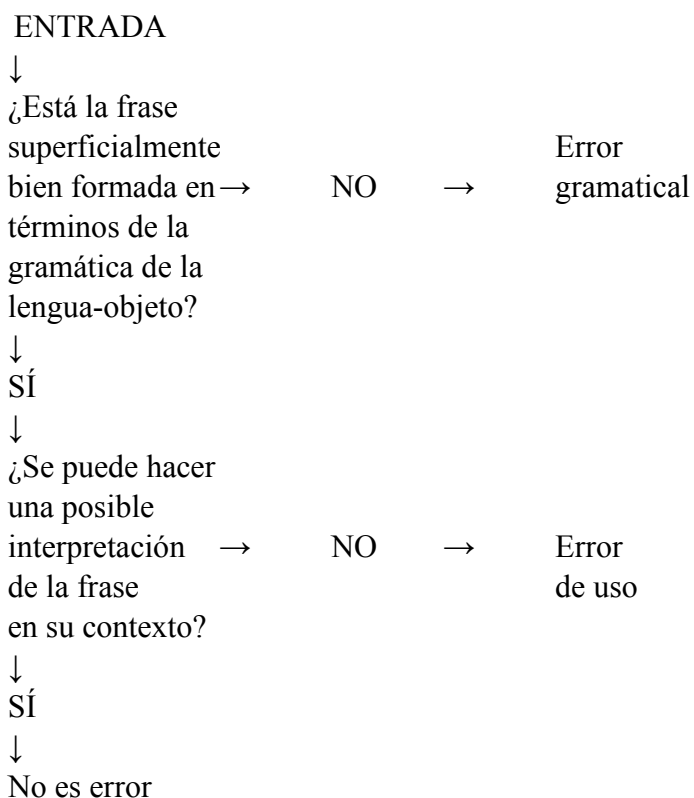 ENTRADA
↓
¿Está la frase
superficialmente Error
bien formada en → NO → gramatical
términos de la
gramática de la
lengua-objeto?
↓
SÍ
↓
¿Se puede hacer
una posible
interpretación → NO → Error
de la frase de uso
en su contexto?
↓
SÍ
↓
No es error